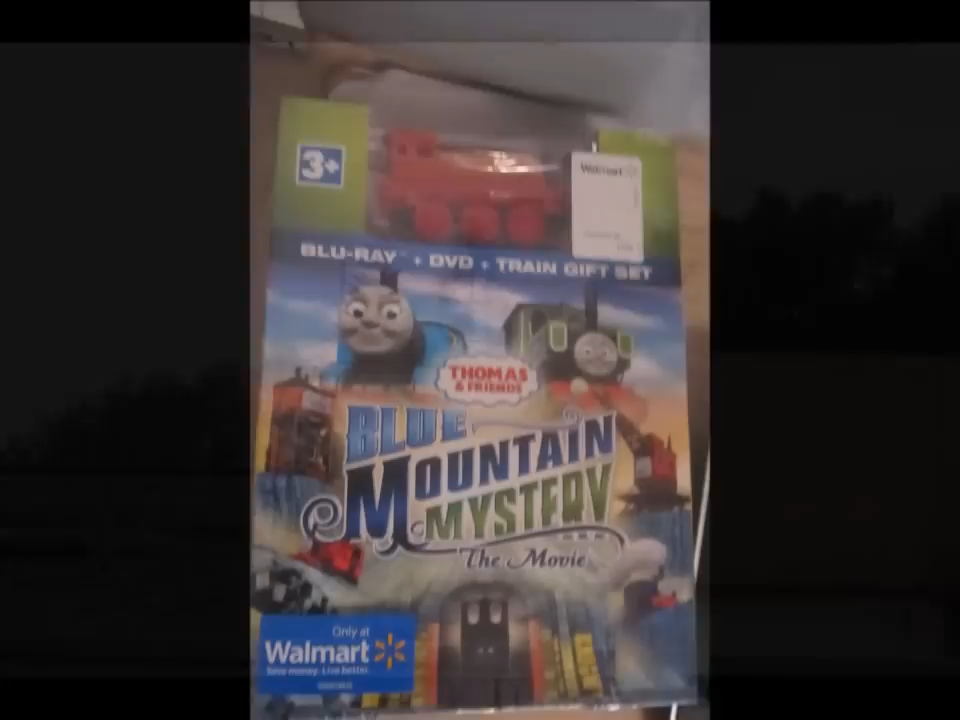 3+
Walmart
BLU-RAY + DVD + TRAIN GIFT SET
THOMAS
& FRIENDS
BLUE
MOUNTAIN
MYSTERY
The Movie
Only at
Walmart
Save money. Live better.